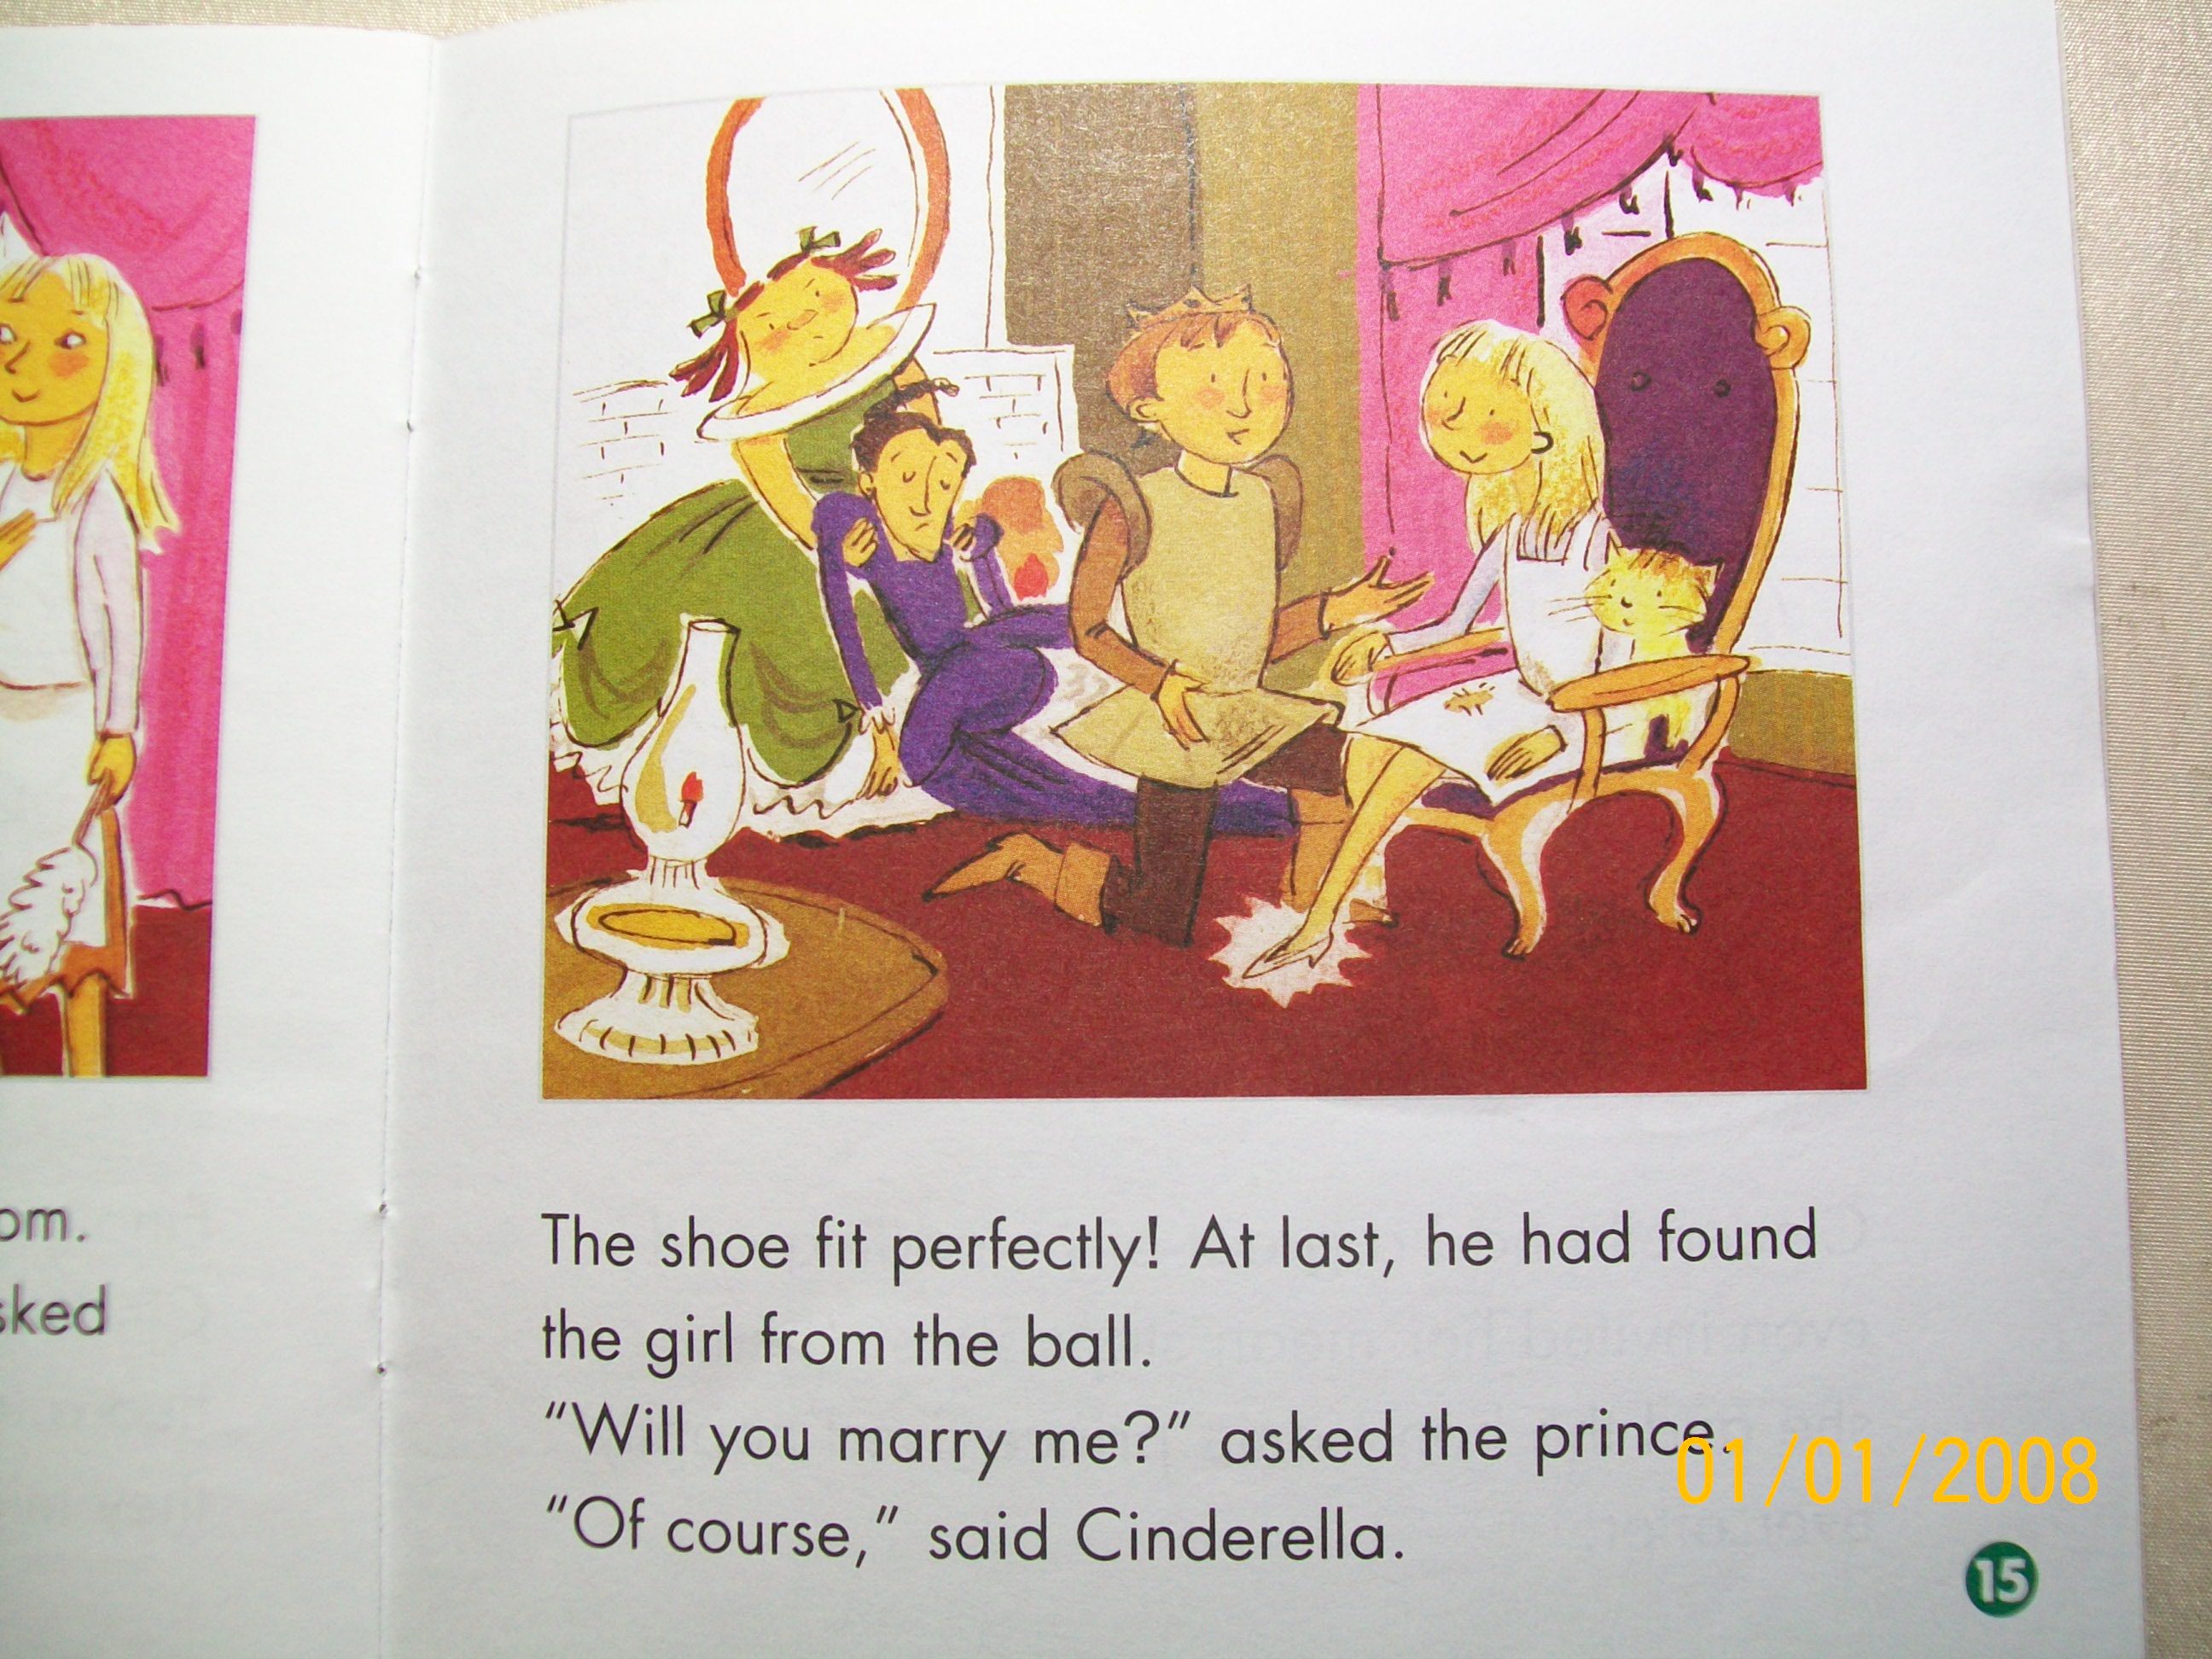 om.
sked
The shoe fit perfectly! At last, he had found
the girl from the ball.
“Will you marry me?” asked the prince.
“Of course,” said Cinderella.
01/01/2008
15